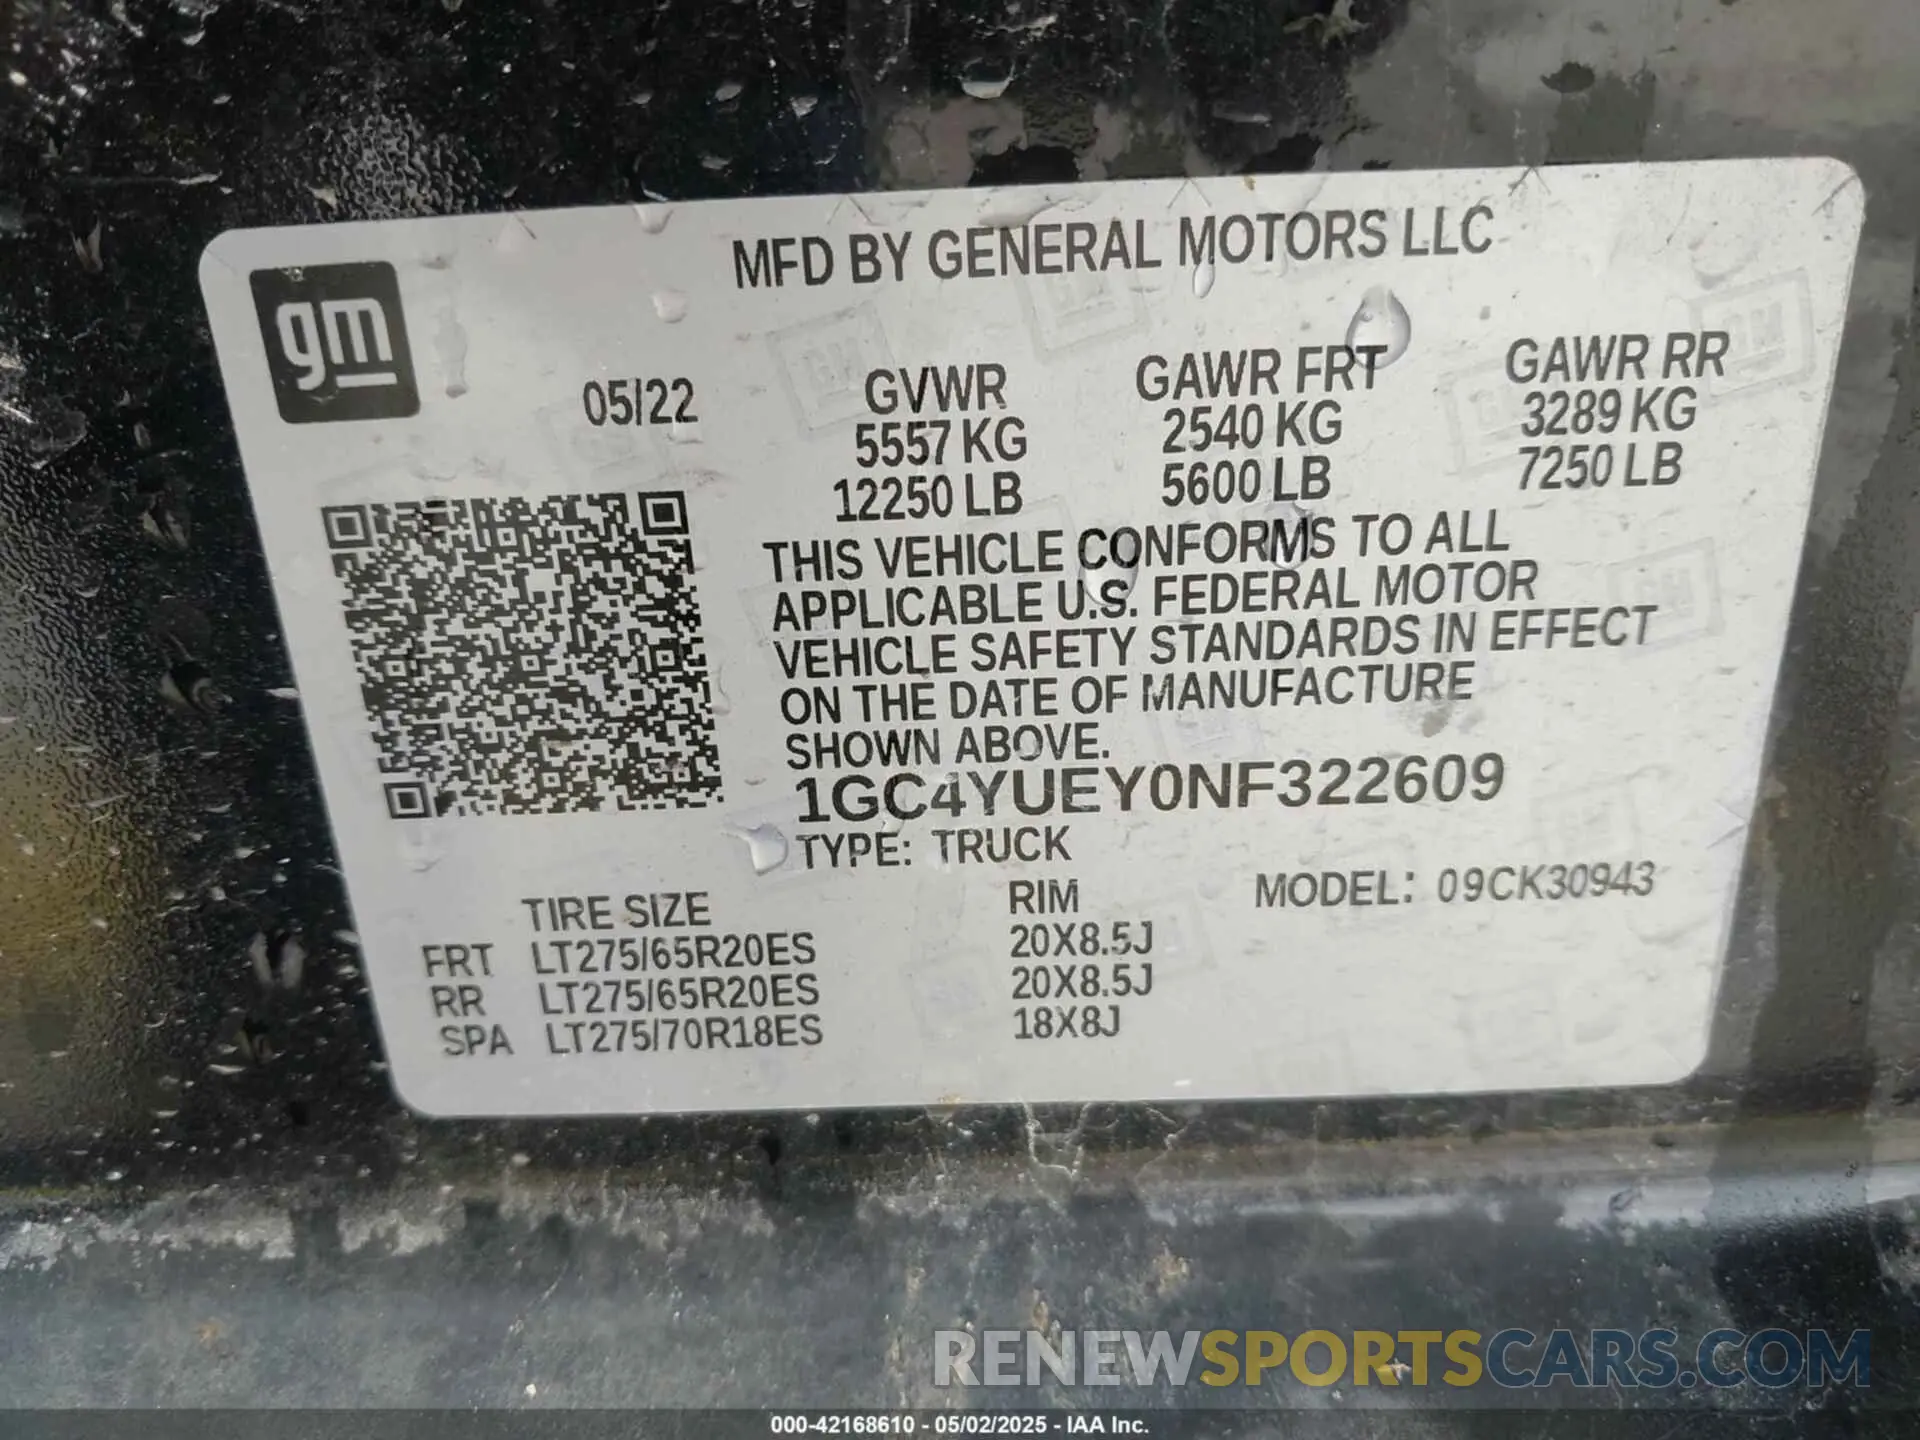 MFD BY GENERAL MOTORS LLC
gm
05/22
GVWR
5557 KG
12250 LB
GAWR FRT
2540 KG
5600 LB
GAWR RR
3289 KG
7250 LB
THIS VEHICLE CONFORMS TO ALL
APPLICABLE U.S. FEDERAL MOTOR
VEHICLE SAFETY STANDARDS IN EFFECT
ON THE DATE OF MANUFACTURE
SHOWN ABOVE.
1GC4YUEY0NF322609
TYPE: TRUCK
MODEL: 09CK30943
TIRE SIZE RIM
FRT LT275/65R20ES 20X8.5J
RR LT275/65R20ES 20X8.5J
SPA LT275/70R18ES 18X8J
RENEWSPORTSCARS.COM
000-42168610 - 05/02/2025 - IAA Inc.